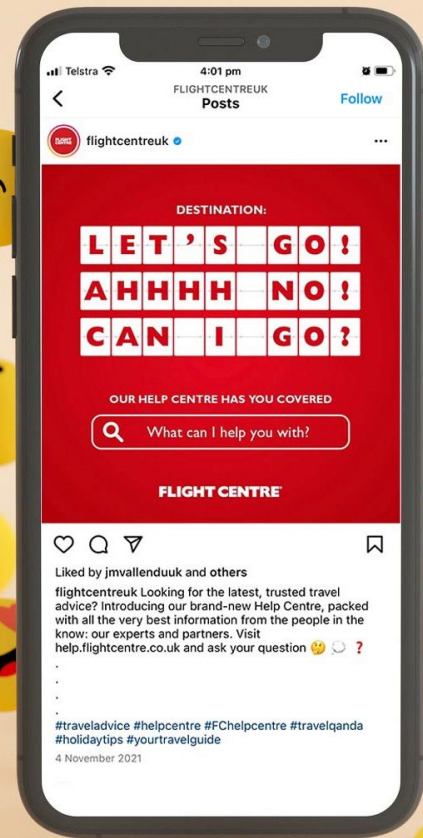 Telstra
4:01 pm
FLIGHTCENTREUK
Posts
Follow
FLIGHT
CENTRE
flightcentreuk
DESTINATION:
LET'S GO!
AHHHH NO!
CAN I GO?
OUR HELP CENTRE HAS YOU COVERED
What can I help you with?
FLIGHT CENTRE
Liked by jmvallenduuk and others
flightcentreuk Looking for the latest, trusted travel
advice? Introducing our brand-new Help Centre, packed
with all the very best information from the people in the
know: our experts and partners. Visit
help.flightcentre.co.uk and ask your question 🤔 💭 ❓
.
.
.
.
#traveladvice #helpcentre #FChelpcentre #travelqanda
#holidaytips #yourtravelguide
4 November 2021